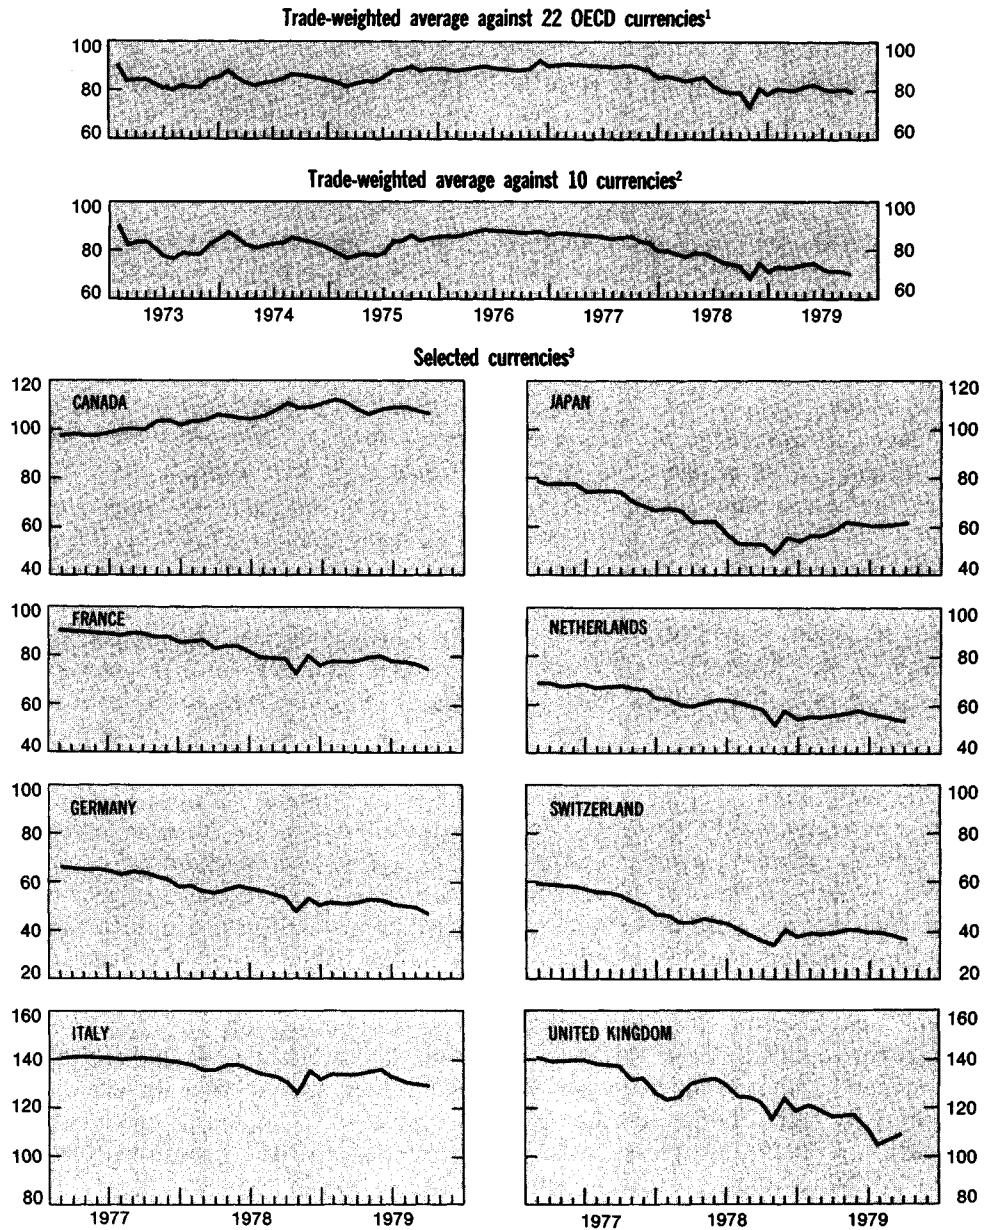 Trade-weighted average against 22 OECD currencies¹
100 100
80 80
60 60
Trade-weighted average against 10 currencies²
100 100
80 80
60 60
1973 1974 1975 1976 1977 1978 1979
Selected currencies³
120 CANADA JAPAN 120
100 100
80 80
60 60
40 40
100 FRANCE NETHERLANDS 100
80 80
60 60
40 40
100 GERMANY SWITZERLAND 100
80 80
60 60
40 40
20 20
160 ITALY UNITED KINGDOM 160
140 140
120 120
100 100
80 80
1977 1978 1979 1977 1978 1979